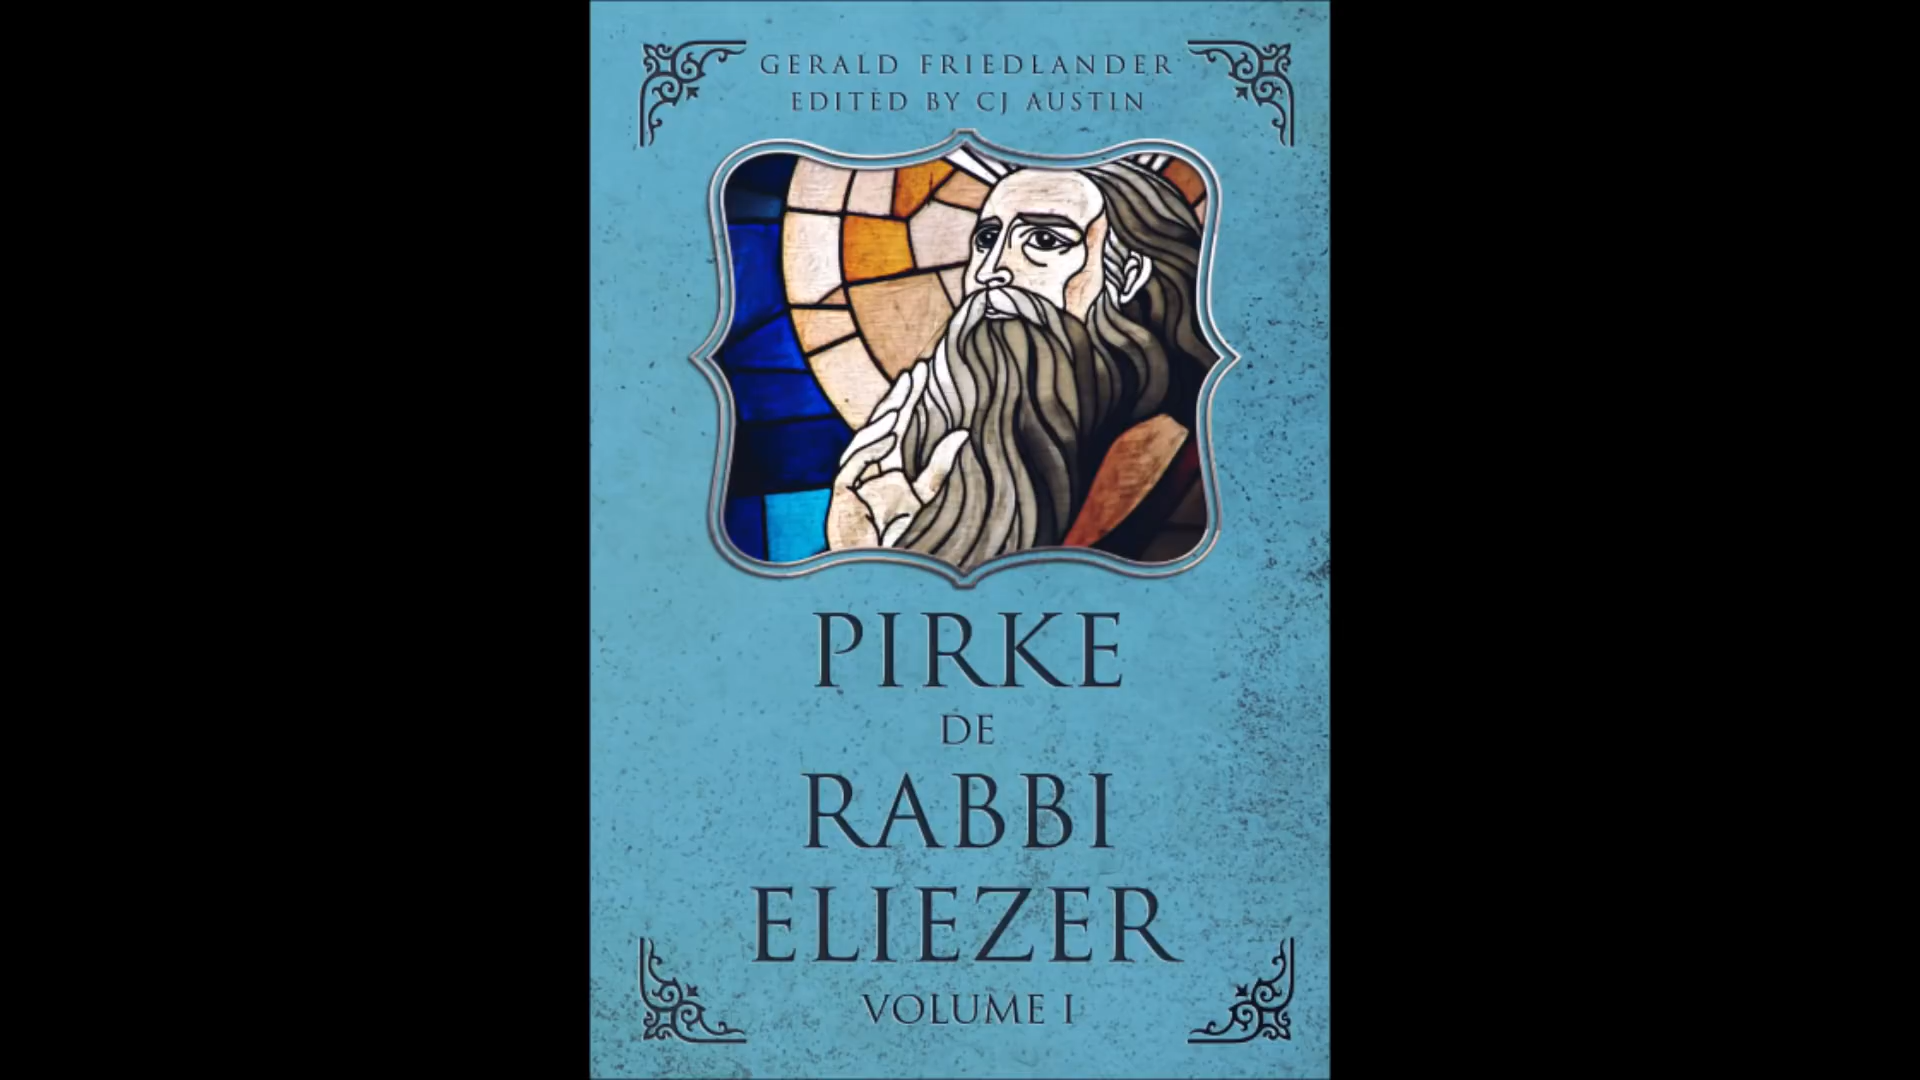 GERALD FRIEDLANDER
EDITED BY CJ AUSTIN
PIRKE
DE
RABBI
ELIEZER
VOLUME I